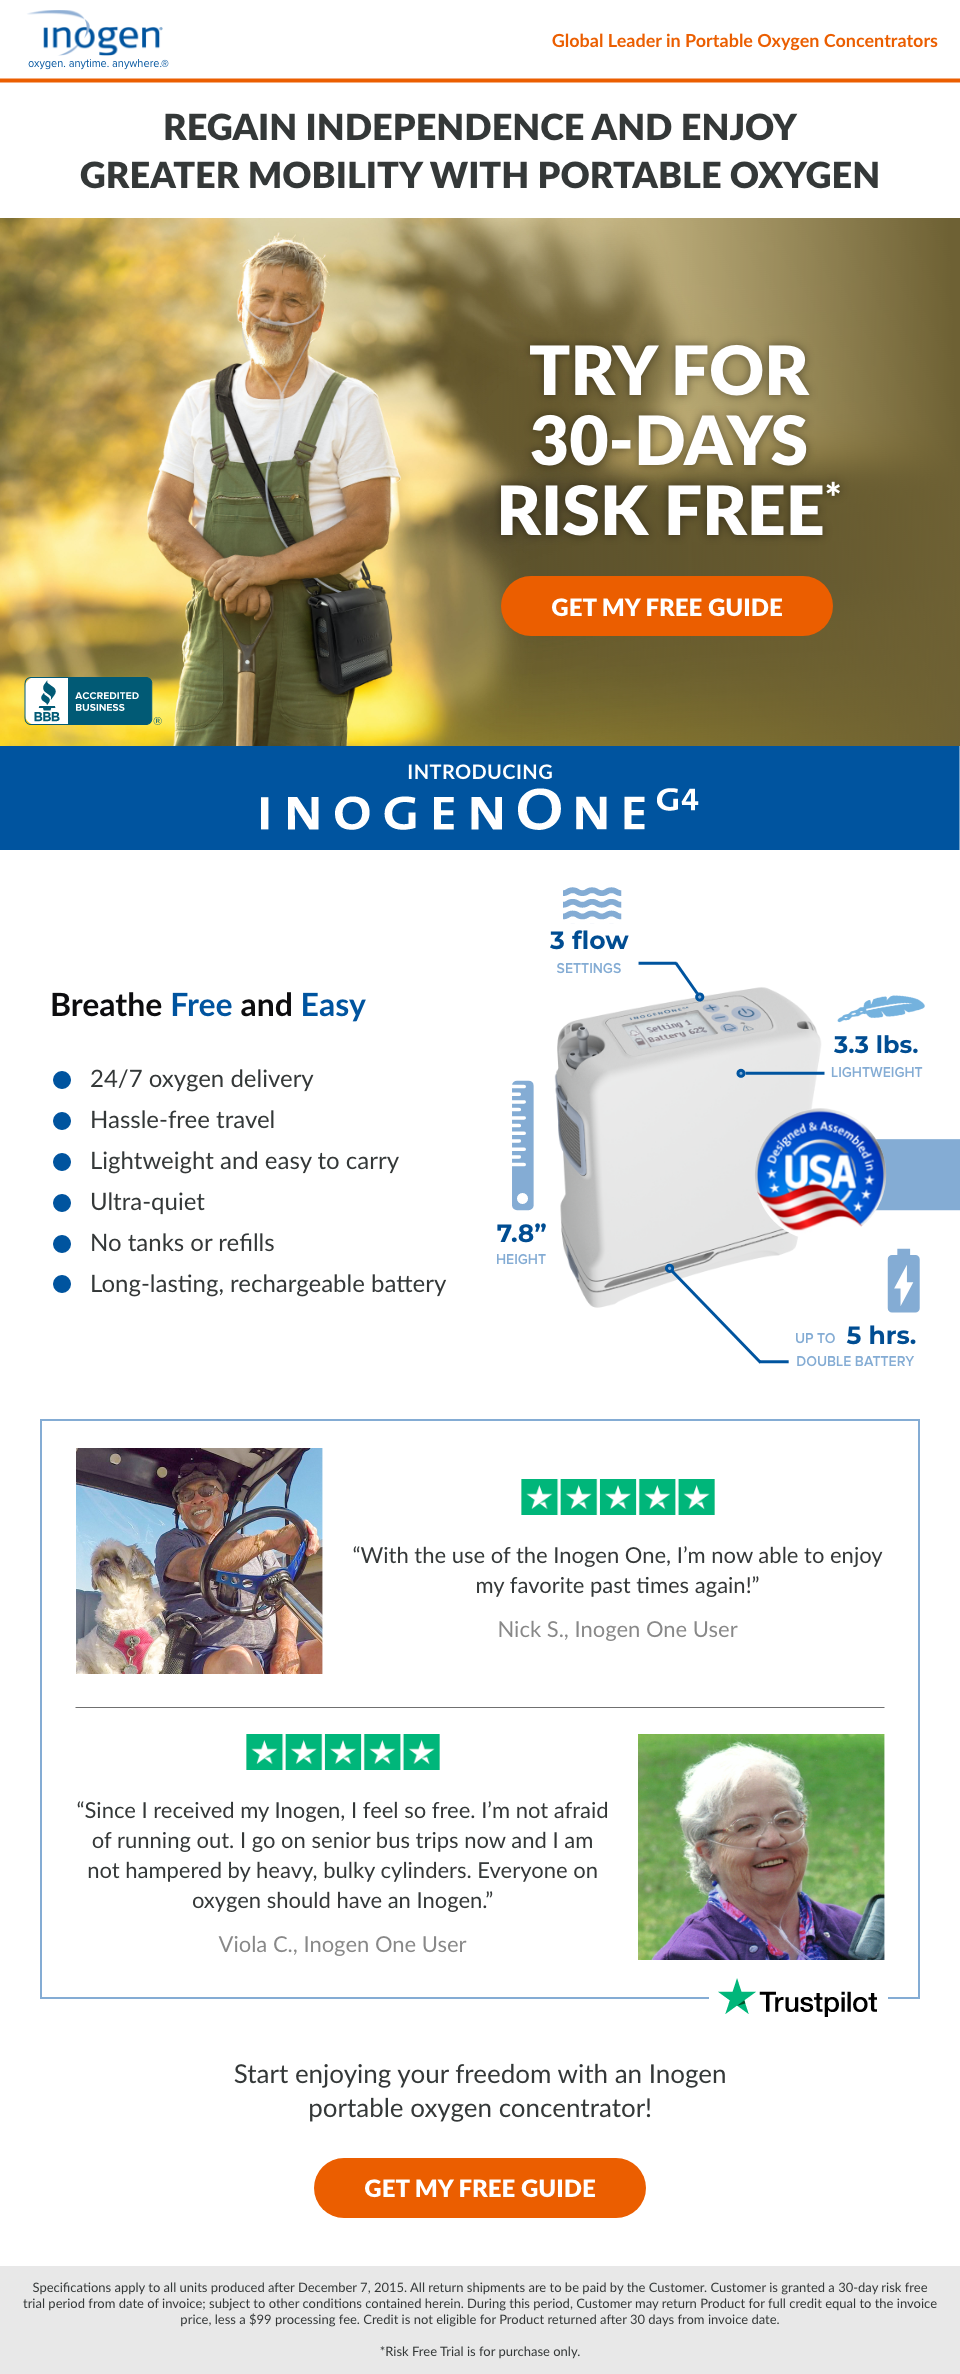 inogen
oxygen. anytime. anywhere.®
Global Leader in Portable Oxygen Concentrators
REGAIN INDEPENDENCE AND ENJOY
GREATER MOBILITY WITH PORTABLE OXYGEN
TRY FOR
30-DAYS
RISK FREE*
GET MY FREE GUIDE
BBB
ACCREDITED
BUSINESS
®
INTRODUCING
INOGENONE G4
3 flow
SETTINGS
Breathe Free and Easy
24/7 oxygen delivery
Hassle-free travel
Lightweight and easy to carry
Ultra-quiet
No tanks or refills
Long-lasting, rechargeable battery
INOGENONE
Setting 1
Battery 62%
3.3 lbs.
LIGHTWEIGHT
Designed & Assembled in
USA
7.8”
HEIGHT
UP TO 5 hrs.
DOUBLE BATTERY
“With the use of the Inogen One, I’m now able to enjoy
my favorite past times again!”
Nick S., Inogen One User
“Since I received my Inogen, I feel so free. I’m not afraid
of running out. I go on senior bus trips now and I am
not hampered by heavy, bulky cylinders. Everyone on
oxygen should have an Inogen.”
Viola C., Inogen One User
Trustpilot
Start enjoying your freedom with an Inogen
portable oxygen concentrator!
GET MY FREE GUIDE
Specifications apply to all units produced after December 7, 2015. All return shipments are to be paid by the Customer. Customer is granted a 30-day risk free
trial period from date of invoice; subject to other conditions contained herein. During this period, Customer may return Product for full credit equal to the invoice
price, less a $99 processing fee. Credit is not eligible for Product returned after 30 days from invoice date.
*Risk Free Trial is for purchase only.